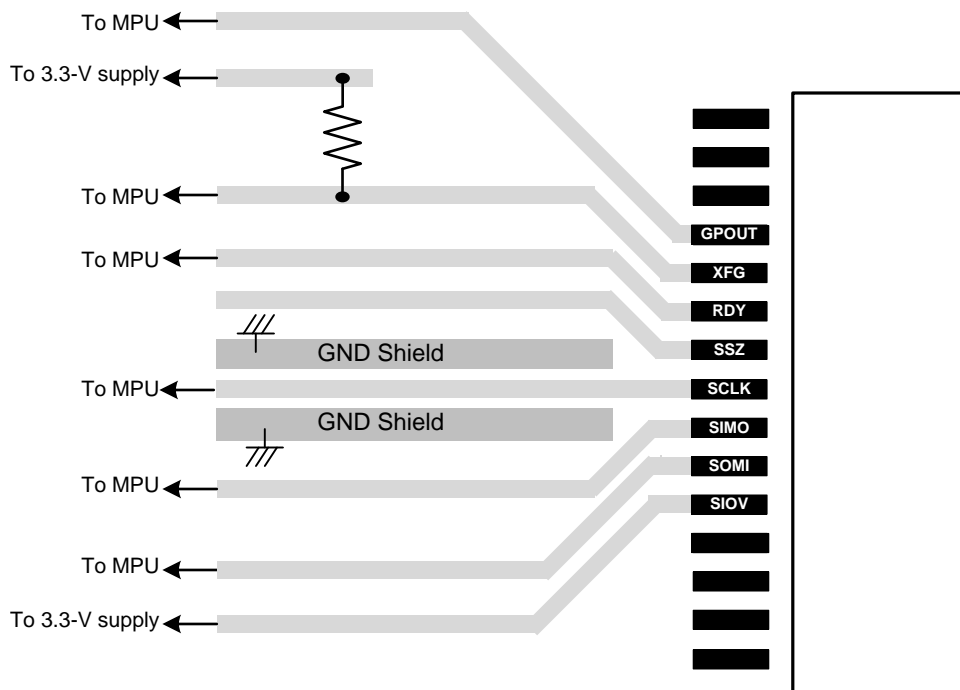 To MPU
To 3.3-V supply
To MPU
To MPU
GPOUT
XFG
RDY
SSZ
GND Shield
To MPU
SCLK
GND Shield
SIMO
SOMI
To MPU
SIOV
To MPU
To 3.3-V supply